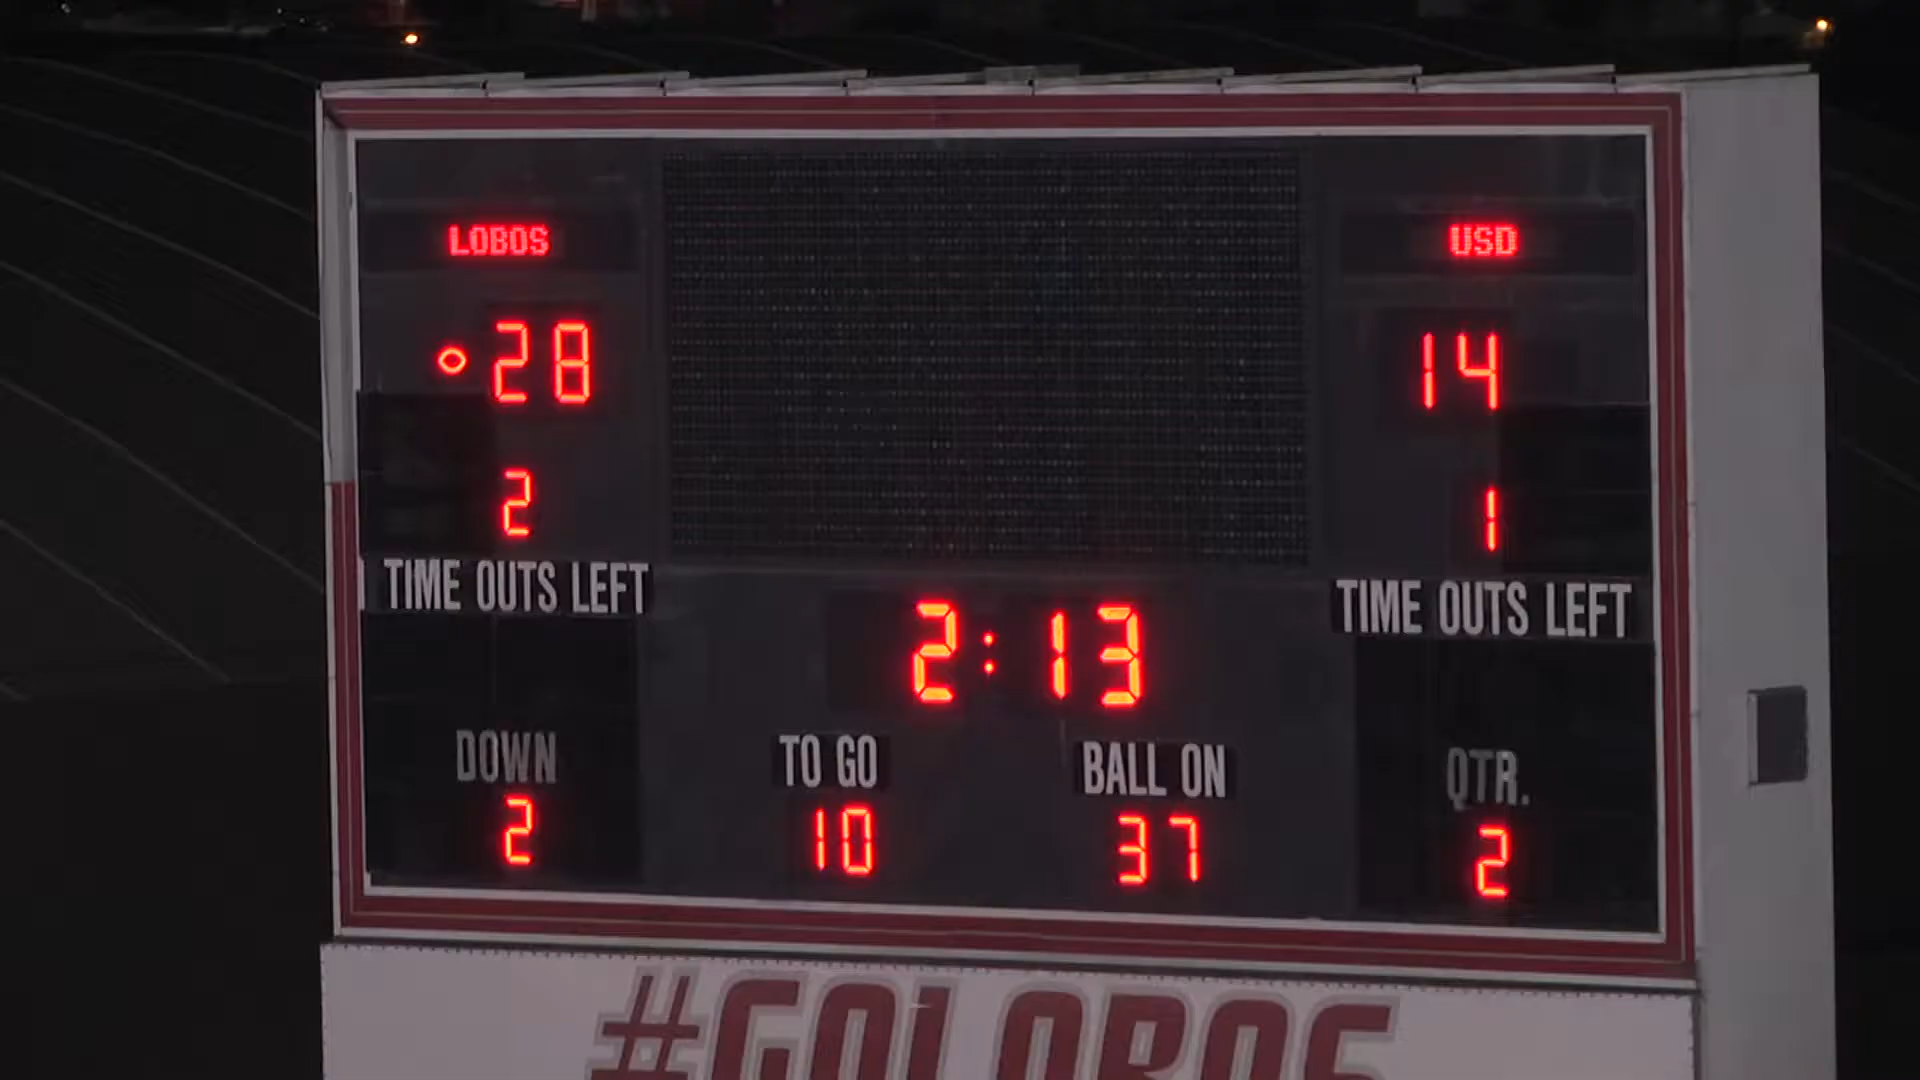 LOBOS
USD
28
14
2
1
TIME OUTS LEFT
TIME OUTS LEFT
2:13
DOWN
TO GO
BALL ON
QTR.
2
10
37
2
#GOLOBOS